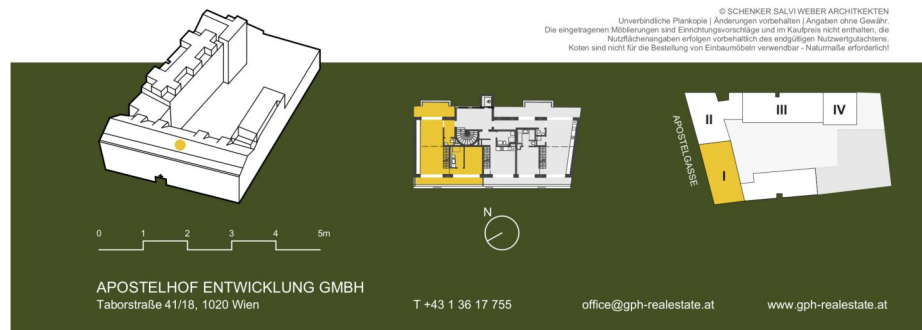 © SCHENKER SALVI WEBER ARCHITKEKTEN
Unverbindliche Plankopie | Änderungen vorbehalten | Angaben ohne Gewähr.
Die eingetragenen Möblierungen sind Einrichtungsvorschläge und im Kaufpreis nicht enthalten, die
Nutzflächenangaben erfolgen vorbehaltlich des endgültigen Nutzwertgutachtens.
Koten sind nicht für die Bestellung von Einbaumöbeln verwendbar - Naturmaße erforderlich!
II
III
IV
APOSTELGASSE
I
N
0 1 2 3 4 5m
APOSTELHOF ENTWICKLUNG GMBH
Taborstraße 41/18, 1020 Wien
T +43 1 36 17 755
office@gph-realestate.at
www.gph-realestate.at